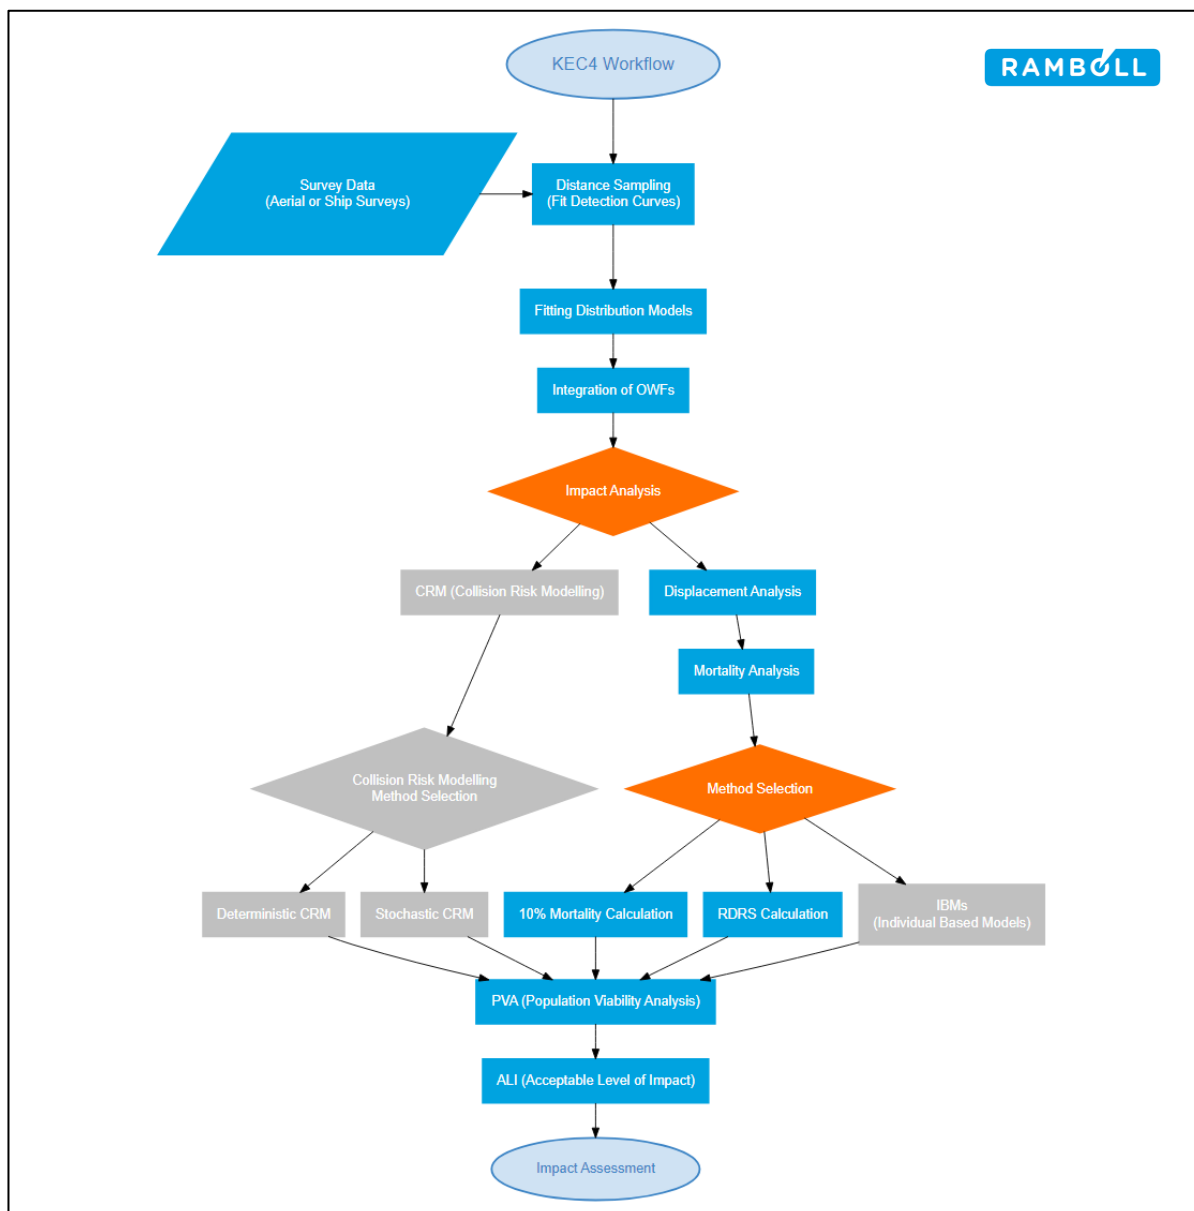 KEC4 Workflow
RAMBOLL
Survey Data
(Aerial or Ship Surveys)
Distance Sampling
(Fit Detection Curves)
Fitting Distribution Models
Integration of OWFs
Impact Analysis
CRM (Collision Risk Modelling)
Displacement Analysis
Mortality Analysis
Collision Risk Modelling
Method Selection
Method Selection
Deterministic CRM
Stochastic CRM
10% Mortality Calculation
RDRS Calculation
IBMs
(Individual Based Models)
PVA (Population Viability Analysis)
ALI (Acceptable Level of Impact)
Impact Assessment